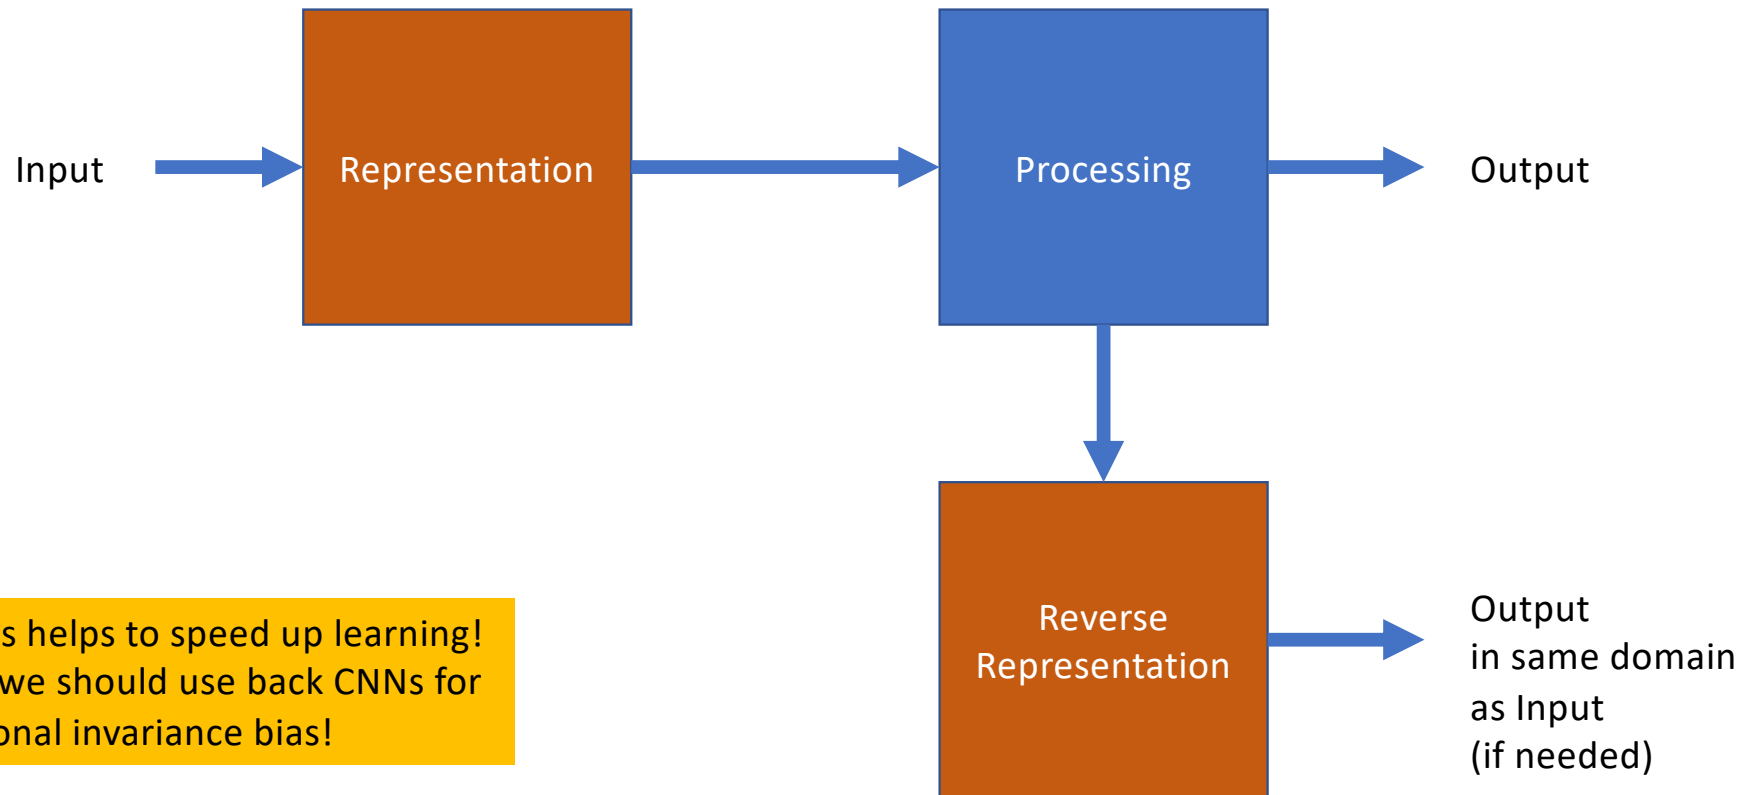 Input
Representation
Processing
Output
s helps to speed up learning!
we should use back CNNs for
onal invariance bias!
Reverse
Representation
Output
in same domain
as Input
(if needed)